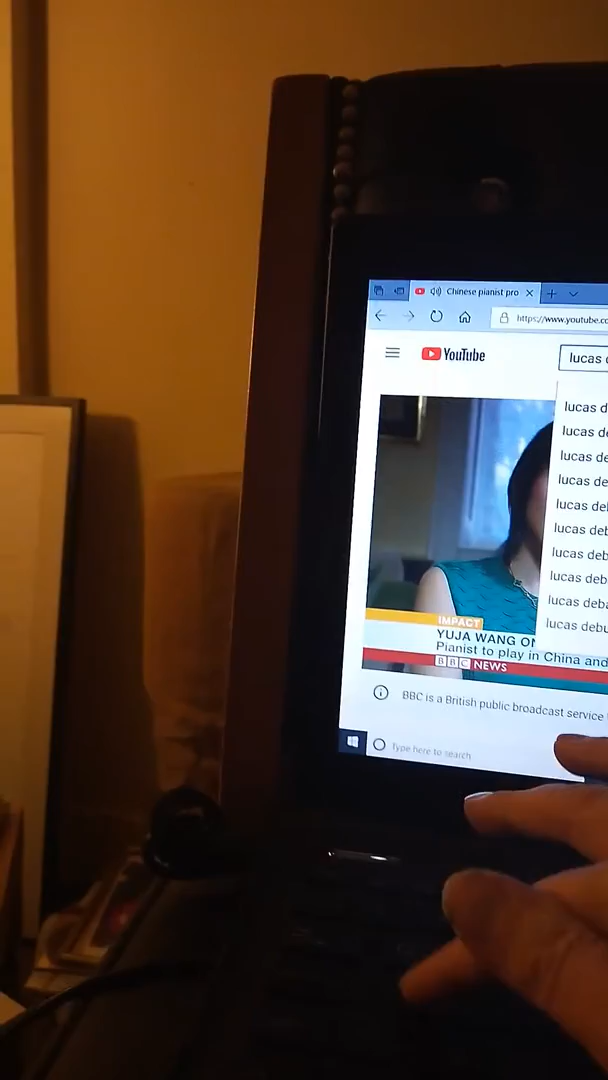 Chinese pianist pro
https://www.youtube.co
YouTube
lucas
lucas d
lucas de
lucas de
lucas de
lucas deb
lucas deb
lucas deb
lucas deb
lucas deba
lucas debu
IMPACT
YUJA WANG ON
Pianist to play in China and
BBC NEWS
BBC is a British public broadcast service
Type here to search